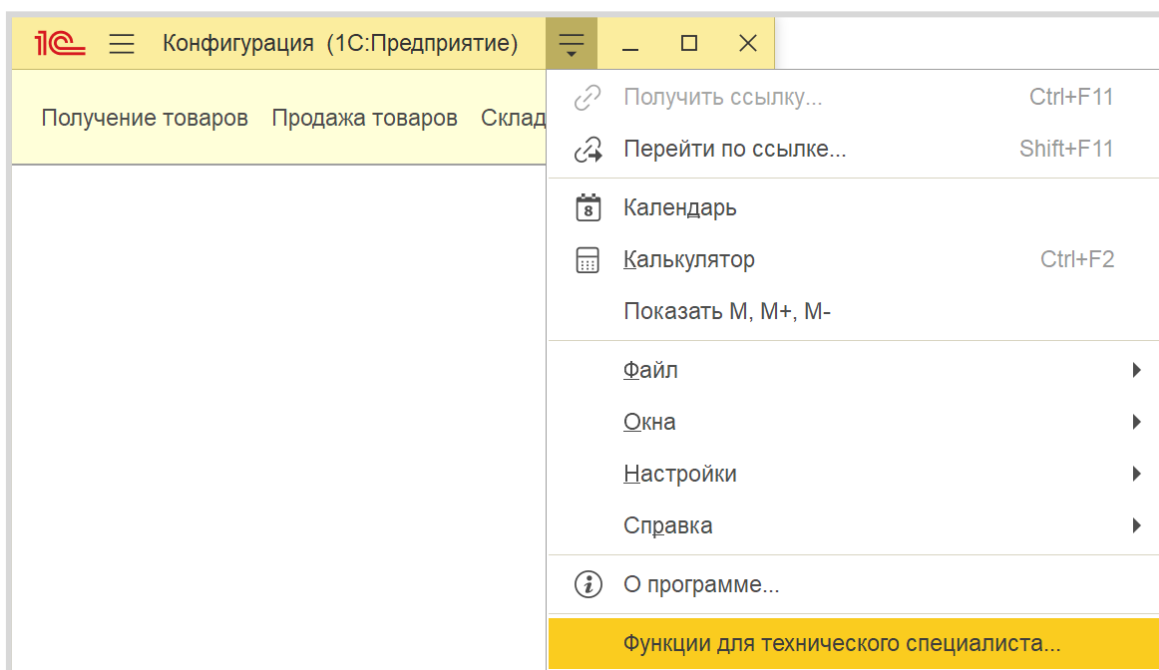 1С Конфигурация (1С:Предприятие)
Получение товаров Продажа товаров Склад
Получить ссылку... Ctrl+F11
Перейти по ссылке... Shift+F11
8 Календарь
Калькулятор Ctrl+F2
Показать M, M+, M-
Файл
Окна
Настройки
Справка
i О программе...
Функции для технического специалиста...